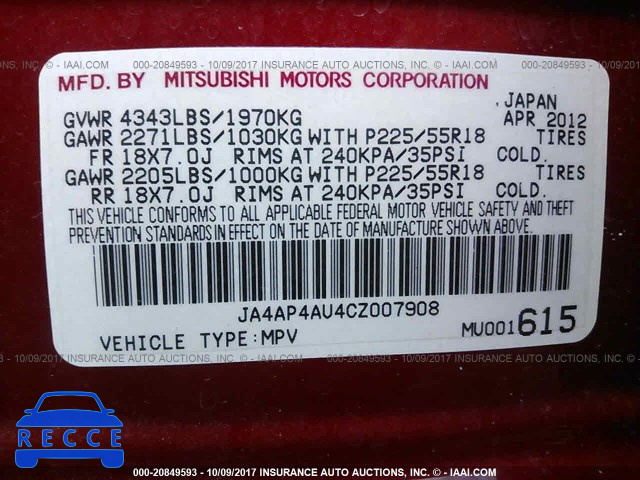 000-20849593 - 10/09/2017 INSURANCE AUTO AUCTIONS, INC. © - IAAI.COM
MFD. BY MITSUBISHI MOTORS CORPORATION
JAPAN
GVWR 4343LBS/1970KG APR 2012
GAWR 2271LBS/1030KG WITH P225/55R18 TIRES
FR 18X7.0J RIMS AT 240KPA/35PSI COLD.
GAWR 2205LBS/1000KG WITH P225/55R18 TIRES
RR 18X7.0J RIMS AT 240KPA/35PSI COLD.
THIS VEHICLE CONFORMS TO ALL APPLICABLE FEDERAL MOTOR VEHICLE SAFETY AND THEFT
PREVENTION STANDARDS IN EFFECT ON THE DATE OF MANUFACTURE SHOWN ABOVE.
000-20849593 - 10/09/2017 INSURANCE AUTO AUCTIONS, INC. © - IAAI.COM
JA4AP4AU4CZ007908
VEHICLE TYPE:MPV MU001615
RECCE
000-20849593 - 10/09/2017 INSURANCE AUTO AUCTIONS, INC. © - IAAI.COM